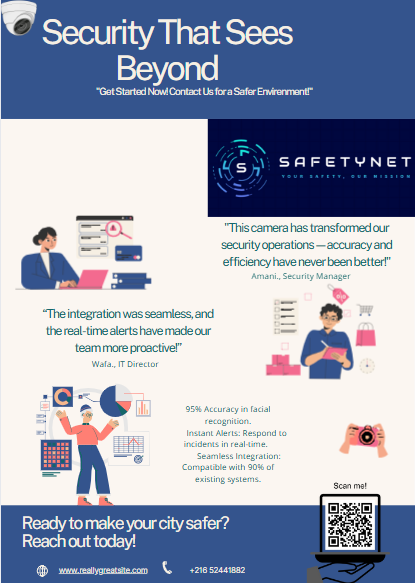 Security That Sees
Beyond
"Get Started Now! Contact Us for a Safer Envirenment!"
S
SAFETYNET
YOUR SAFETY, OUR MISSION
"This camera has transformed our
security operations — accuracy and
efficiency have never been better!"
Amani., Security Manager
"The integration was seamless, and
the real-time alerts have made our
team more proactive!"
Wafa., IT Director
95% Accuracy in facial
recognition.
Instant Alerts: Respond to
incidents in real-time.
Seamless Integration:
Compatible with 90% of
existing systems.
Scan me!
Ready to make your city safer?
Reach out today!
www.reallygreatsite.com
+216 52441882